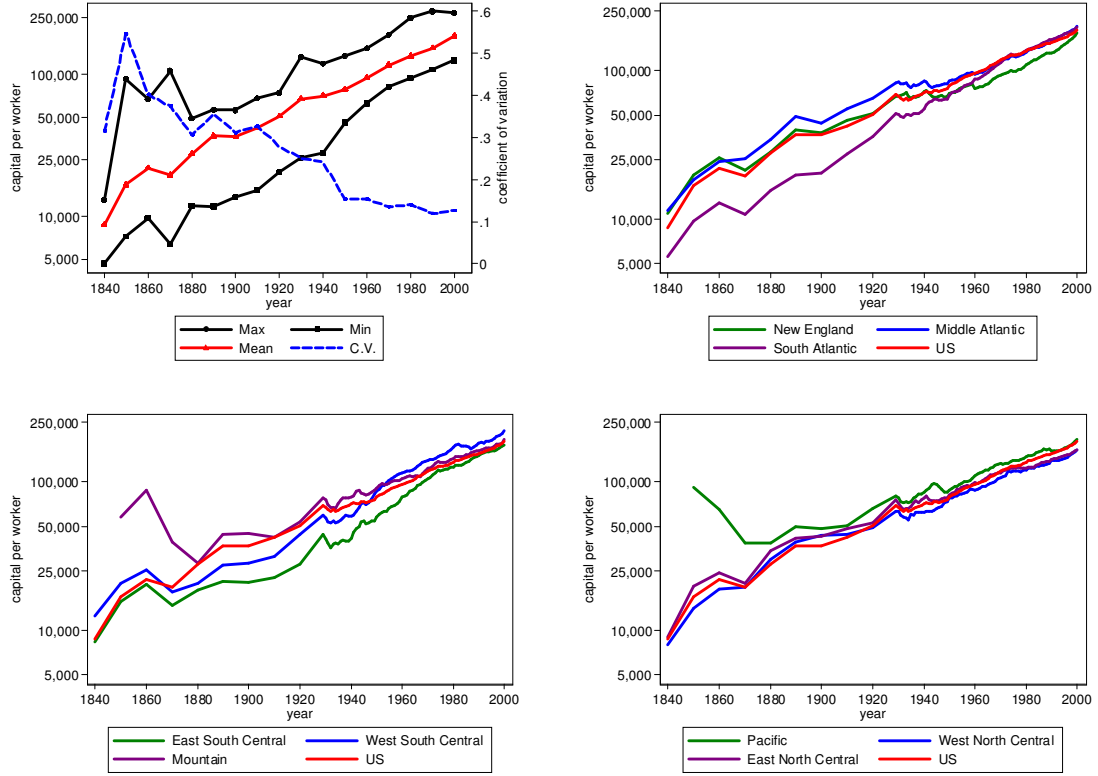 250,000
100,000
50,000
25,000
10,000
5,000
capital per worker
.6
.5
.4
.3
.2
.1
0
coefficient of variation
1840 1860 1880 1900 1920 1940 1960 1980 2000
year
Max Min
Mean C.V.
250,000
100,000
50,000
25,000
10,000
5,000
capital per worker
1840 1860 1880 1900 1920 1940 1960 1980 2000
year
New England Middle Atlantic
South Atlantic US
250,000
100,000
50,000
25,000
10,000
5,000
capital per worker
1840 1860 1880 1900 1920 1940 1960 1980 2000
year
East South Central West South Central
Mountain US
250,000
100,000
50,000
25,000
10,000
5,000
capital per worker
1840 1860 1880 1900 1920 1940 1960 1980 2000
year
Pacific West North Central
East North Central US